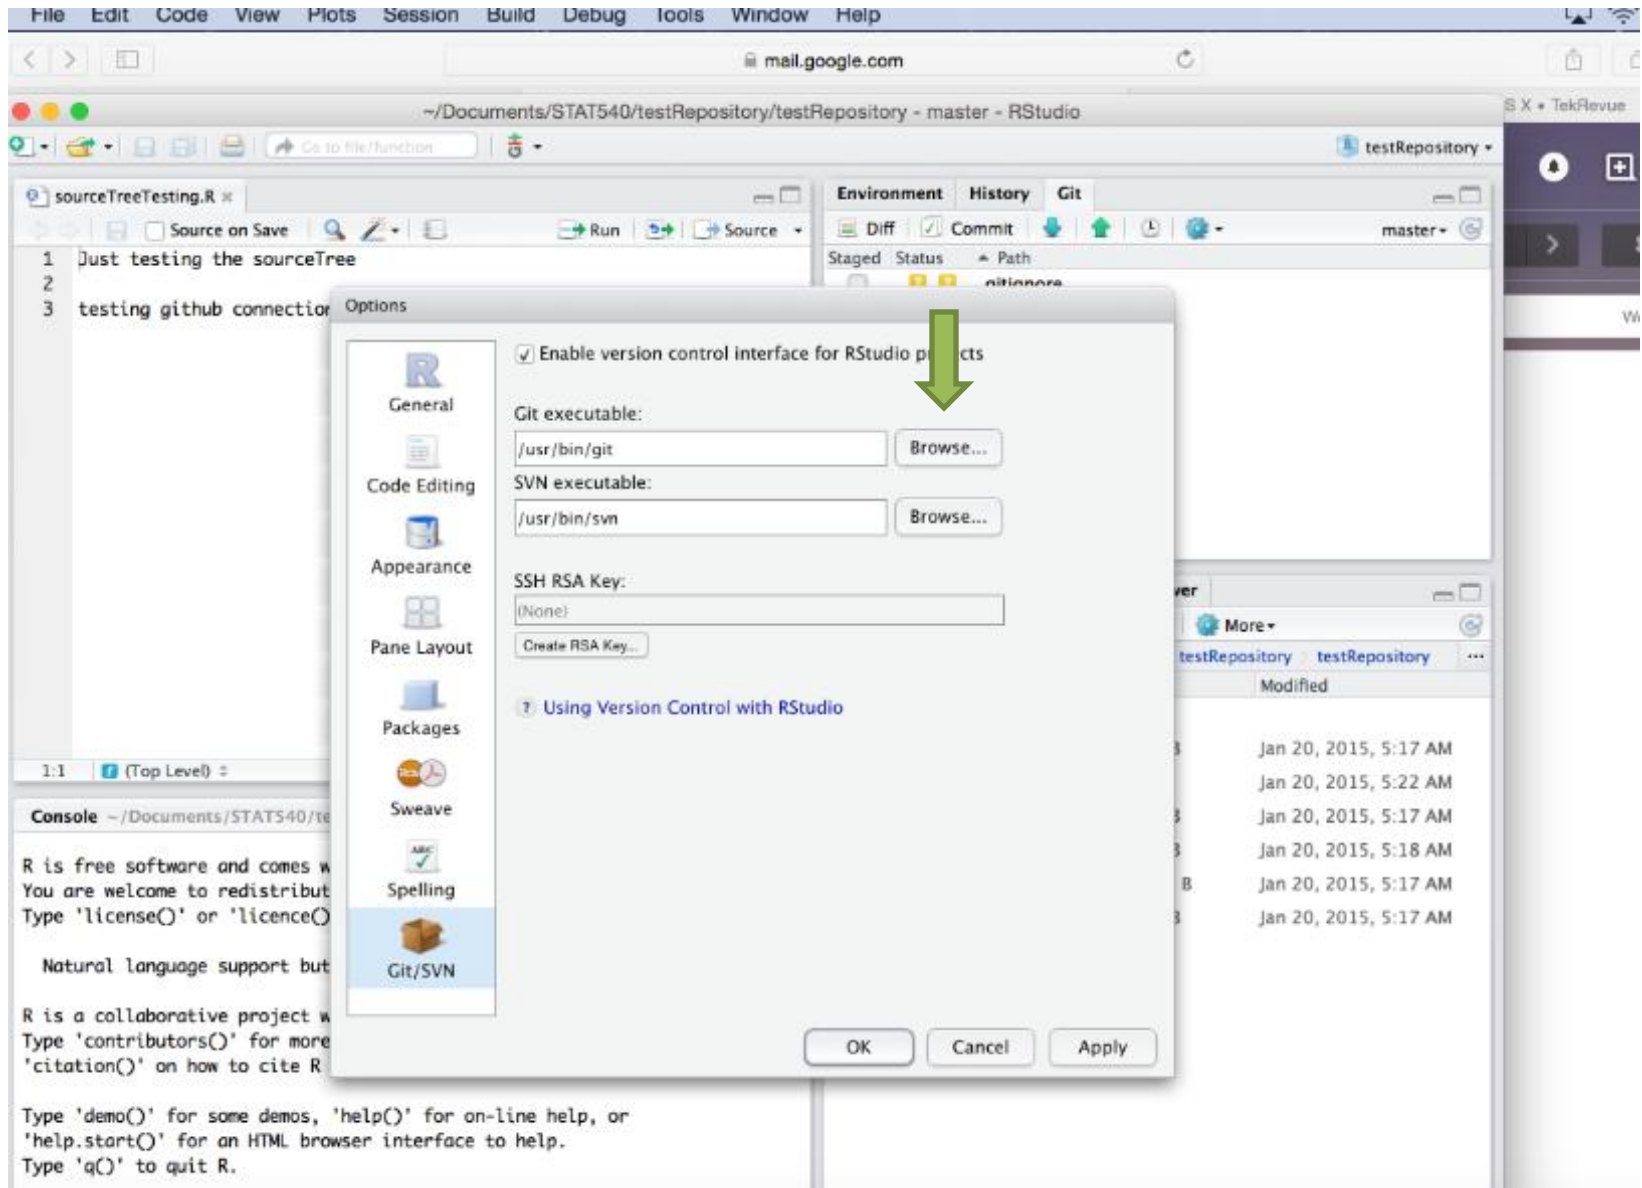 File Edit Code View Plots Session Build Debug Tools Window Help
mail.google.com
S X • TekRevue
~/Documents/STAT540/testRepository/testRepository - master - RStudio
Go to file/function
testRepository
sourceTreeTesting.R
Source on Save
Run
Source
1 Just testing the sourceTree
2
3 testing github connection
Environment History Git
Diff Commit
master
Staged Status Path
.gitignore
Options
General
Code Editing
Appearance
Pane Layout
Packages
Sweave
ABC
Spelling
Git/SVN
Enable version control interface for RStudio
Git executable:
/usr/bin/git
Browse...
SVN executable:
/usr/bin/svn
Browse...
SSH RSA Key:
(None)
Create RSA Key...
? Using Version Control with RStudio
OK Cancel Apply
More
testRepository testRepository ...
Modified
Jan 20, 2015, 5:17 AM
Jan 20, 2015, 5:22 AM
Jan 20, 2015, 5:17 AM
Jan 20, 2015, 5:18 AM
B Jan 20, 2015, 5:17 AM
Jan 20, 2015, 5:17 AM
1:1 (Top Level)
Console ~/Documents/STAT540/te
R is free software and comes w
You are welcome to redistribut
Type 'license()' or 'licence()
Natural language support but
R is a collaborative project w
Type 'contributors()' for more
'citation()' on how to cite R
Type 'demo()' for some demos, 'help()' for on-line help, or
'help.start()' for an HTML browser interface to help.
Type 'q()' to quit R.